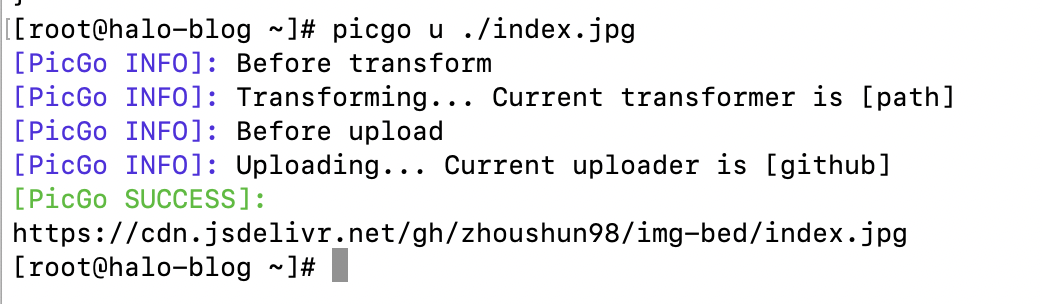 [[root@halo-blog ~]# picgo u ./index.jpg
[PicGo INFO]: Before transform
[PicGo INFO]: Transforming... Current transformer is [path]
[PicGo INFO]: Before upload
[PicGo INFO]: Uploading... Current uploader is [github]
[PicGo SUCCESS]:
https://cdn.jsdelivr.net/gh/zhoushun98/img-bed/index.jpg
[root@halo-blog ~]#